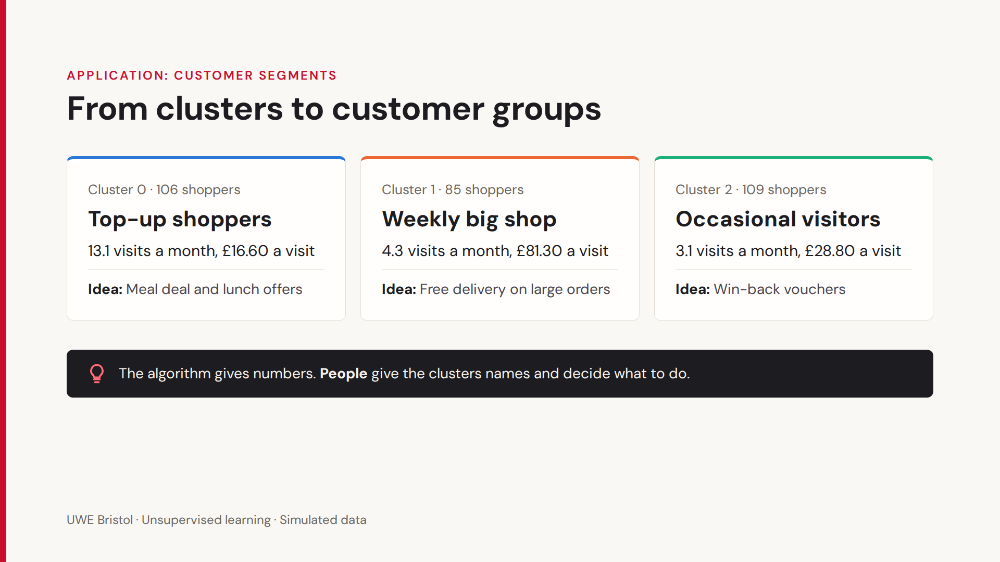 APPLICATION: CUSTOMER SEGMENTS
From clusters to customer groups
Cluster 0 · 106 shoppers
Top-up shoppers
13.1 visits a month, £16.60 a visit
Idea: Meal deal and lunch offers
Cluster 1 · 85 shoppers
Weekly big shop
4.3 visits a month, £81.30 a visit
Idea: Free delivery on large orders
Cluster 2 · 109 shoppers
Occasional visitors
3.1 visits a month, £28.80 a visit
Idea: Win-back vouchers
The algorithm gives numbers. People give the clusters names and decide what to do.
UWE Bristol · Unsupervised learning · Simulated data